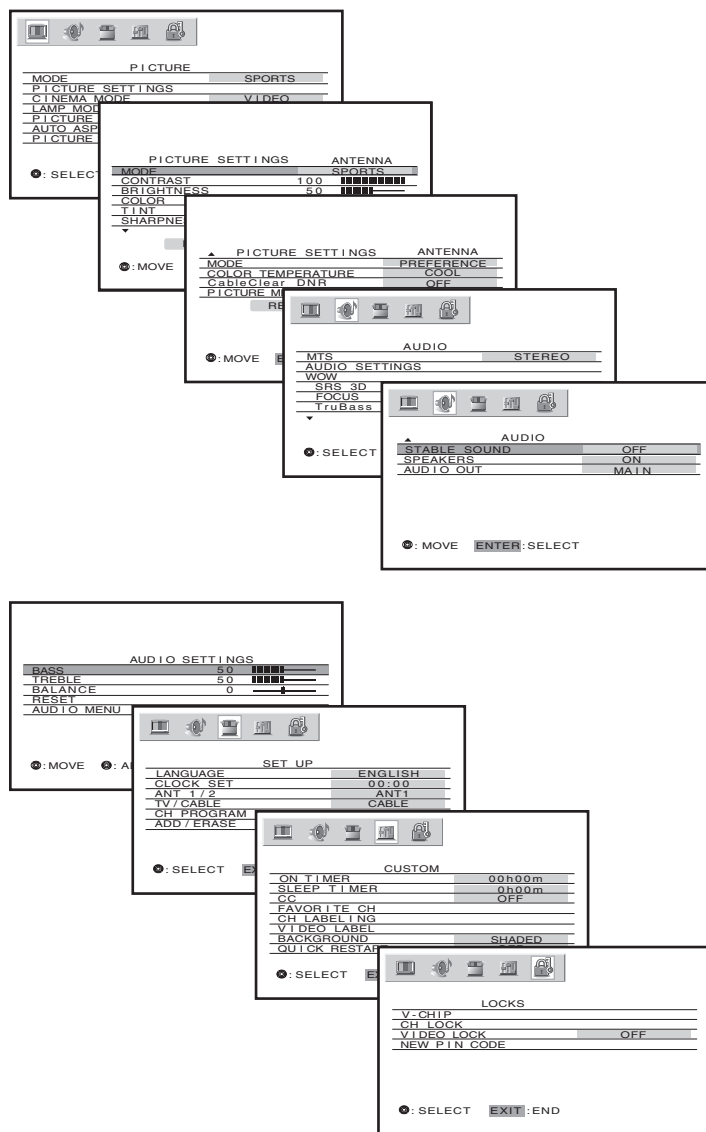 PICTURE
MODE SPORTS
PICTURE SETTINGS
CINEMA MODE VIDEO
LAMP
PICTURE
AUTO
PICTURE
: SELECT
PICTURE SETTINGS ANTENNA
MODE SPORTS
CONTRAST 100
BRIGHTNESS 50
COLOR
TINT
: MOVE
PICTURE SETTINGS ANTENNA
MODE PREFERENCE
COLOR TEMPERATURE COOL
CableClear DNR OFF
PICTURE
: MOVE
AUDIO
MTS STEREO
AUDIO SETTINGS
WOW
SRS 3D
FOCUS
TruBass
: SELECT
AUDIO
STABLE SOUND OFF
SPEAKERS ON
AUDIO OUT MAIN
: MOVE ENTER :SELECT
AUDIO SETTINGS
BASS 50
TREBLE 50
BALANCE 0
RESET
AUDIO MENU
: MOVE
SET UP
LANGUAGE ENGLISH
CLOCK SET 00:00
ANT 1/2 ANT1
TV/CABLE CABLE
CH PROGRAM
ADD/ERASE
: SELECT
CUSTOM
ON TIMER 00h00m
SLEEP TIMER 0h00m
CC OFF
FAVORITE CH
CH LABELING
VIDEO LABEL
BACKGROUND SHADED
QUICK RESTART
: SELECT
LOCKS
V-CHIP
CH LOCK
VIDEO LOCK OFF
NEW PIN CODE
: SELECT EXIT :END